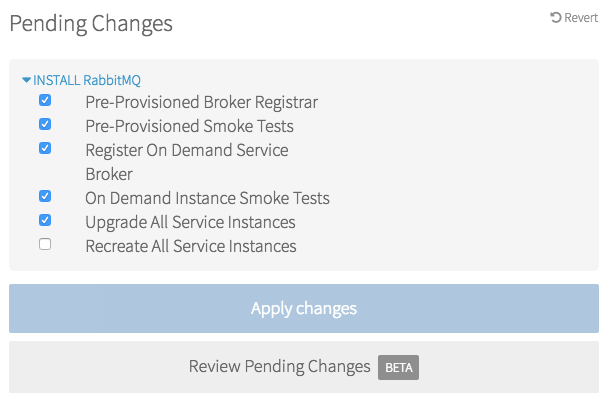 Pending Changes
Revert
INSTALL RabbitMQ
Pre-Provisioned Broker Registrar
Pre-Provisioned Smoke Tests
Register On Demand Service
Broker
On Demand Instance Smoke Tests
Upgrade All Service Instances
Recreate All Service Instances
Apply changes
Review Pending Changes BETA